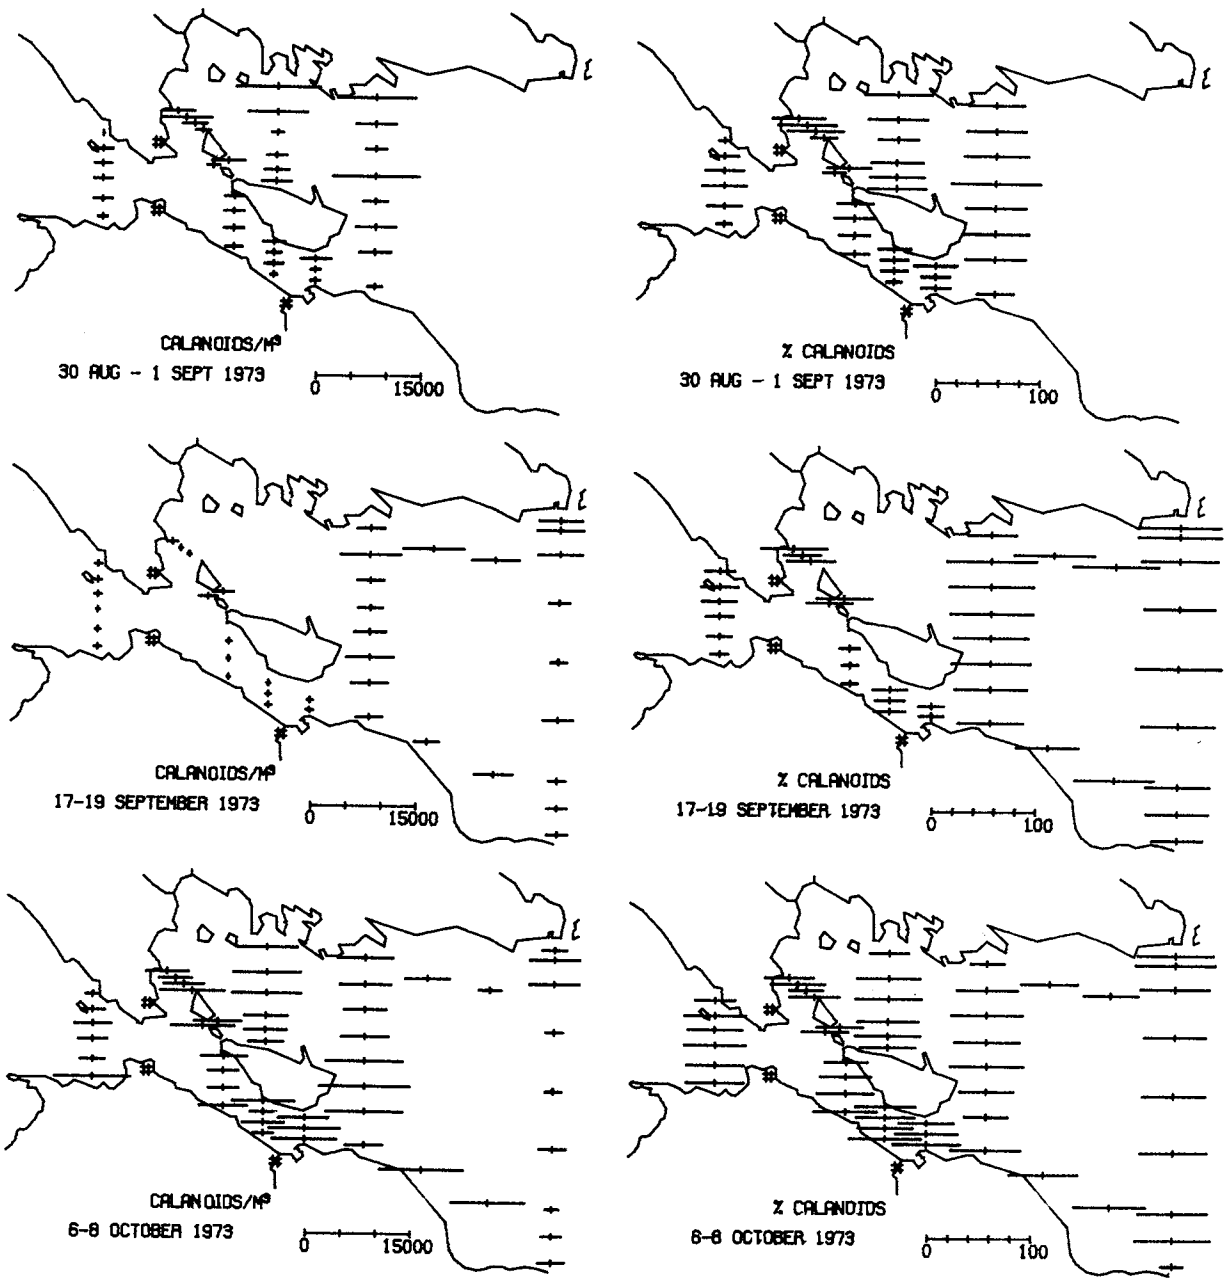 CALANOIDS/M³
30 AUG - 1 SEPT 1973
0 15000
% CALANOIDS
30 AUG - 1 SEPT 1973
0 100
CALANOIDS/M³
17-19 SEPTEMBER 1973
0 15000
% CALANOIDS
17-19 SEPTEMBER 1973
0 100
CALANOIDS/M³
6-8 OCTOBER 1973
0 15000
% CALANOIDS
6-8 OCTOBER 1973
0 100